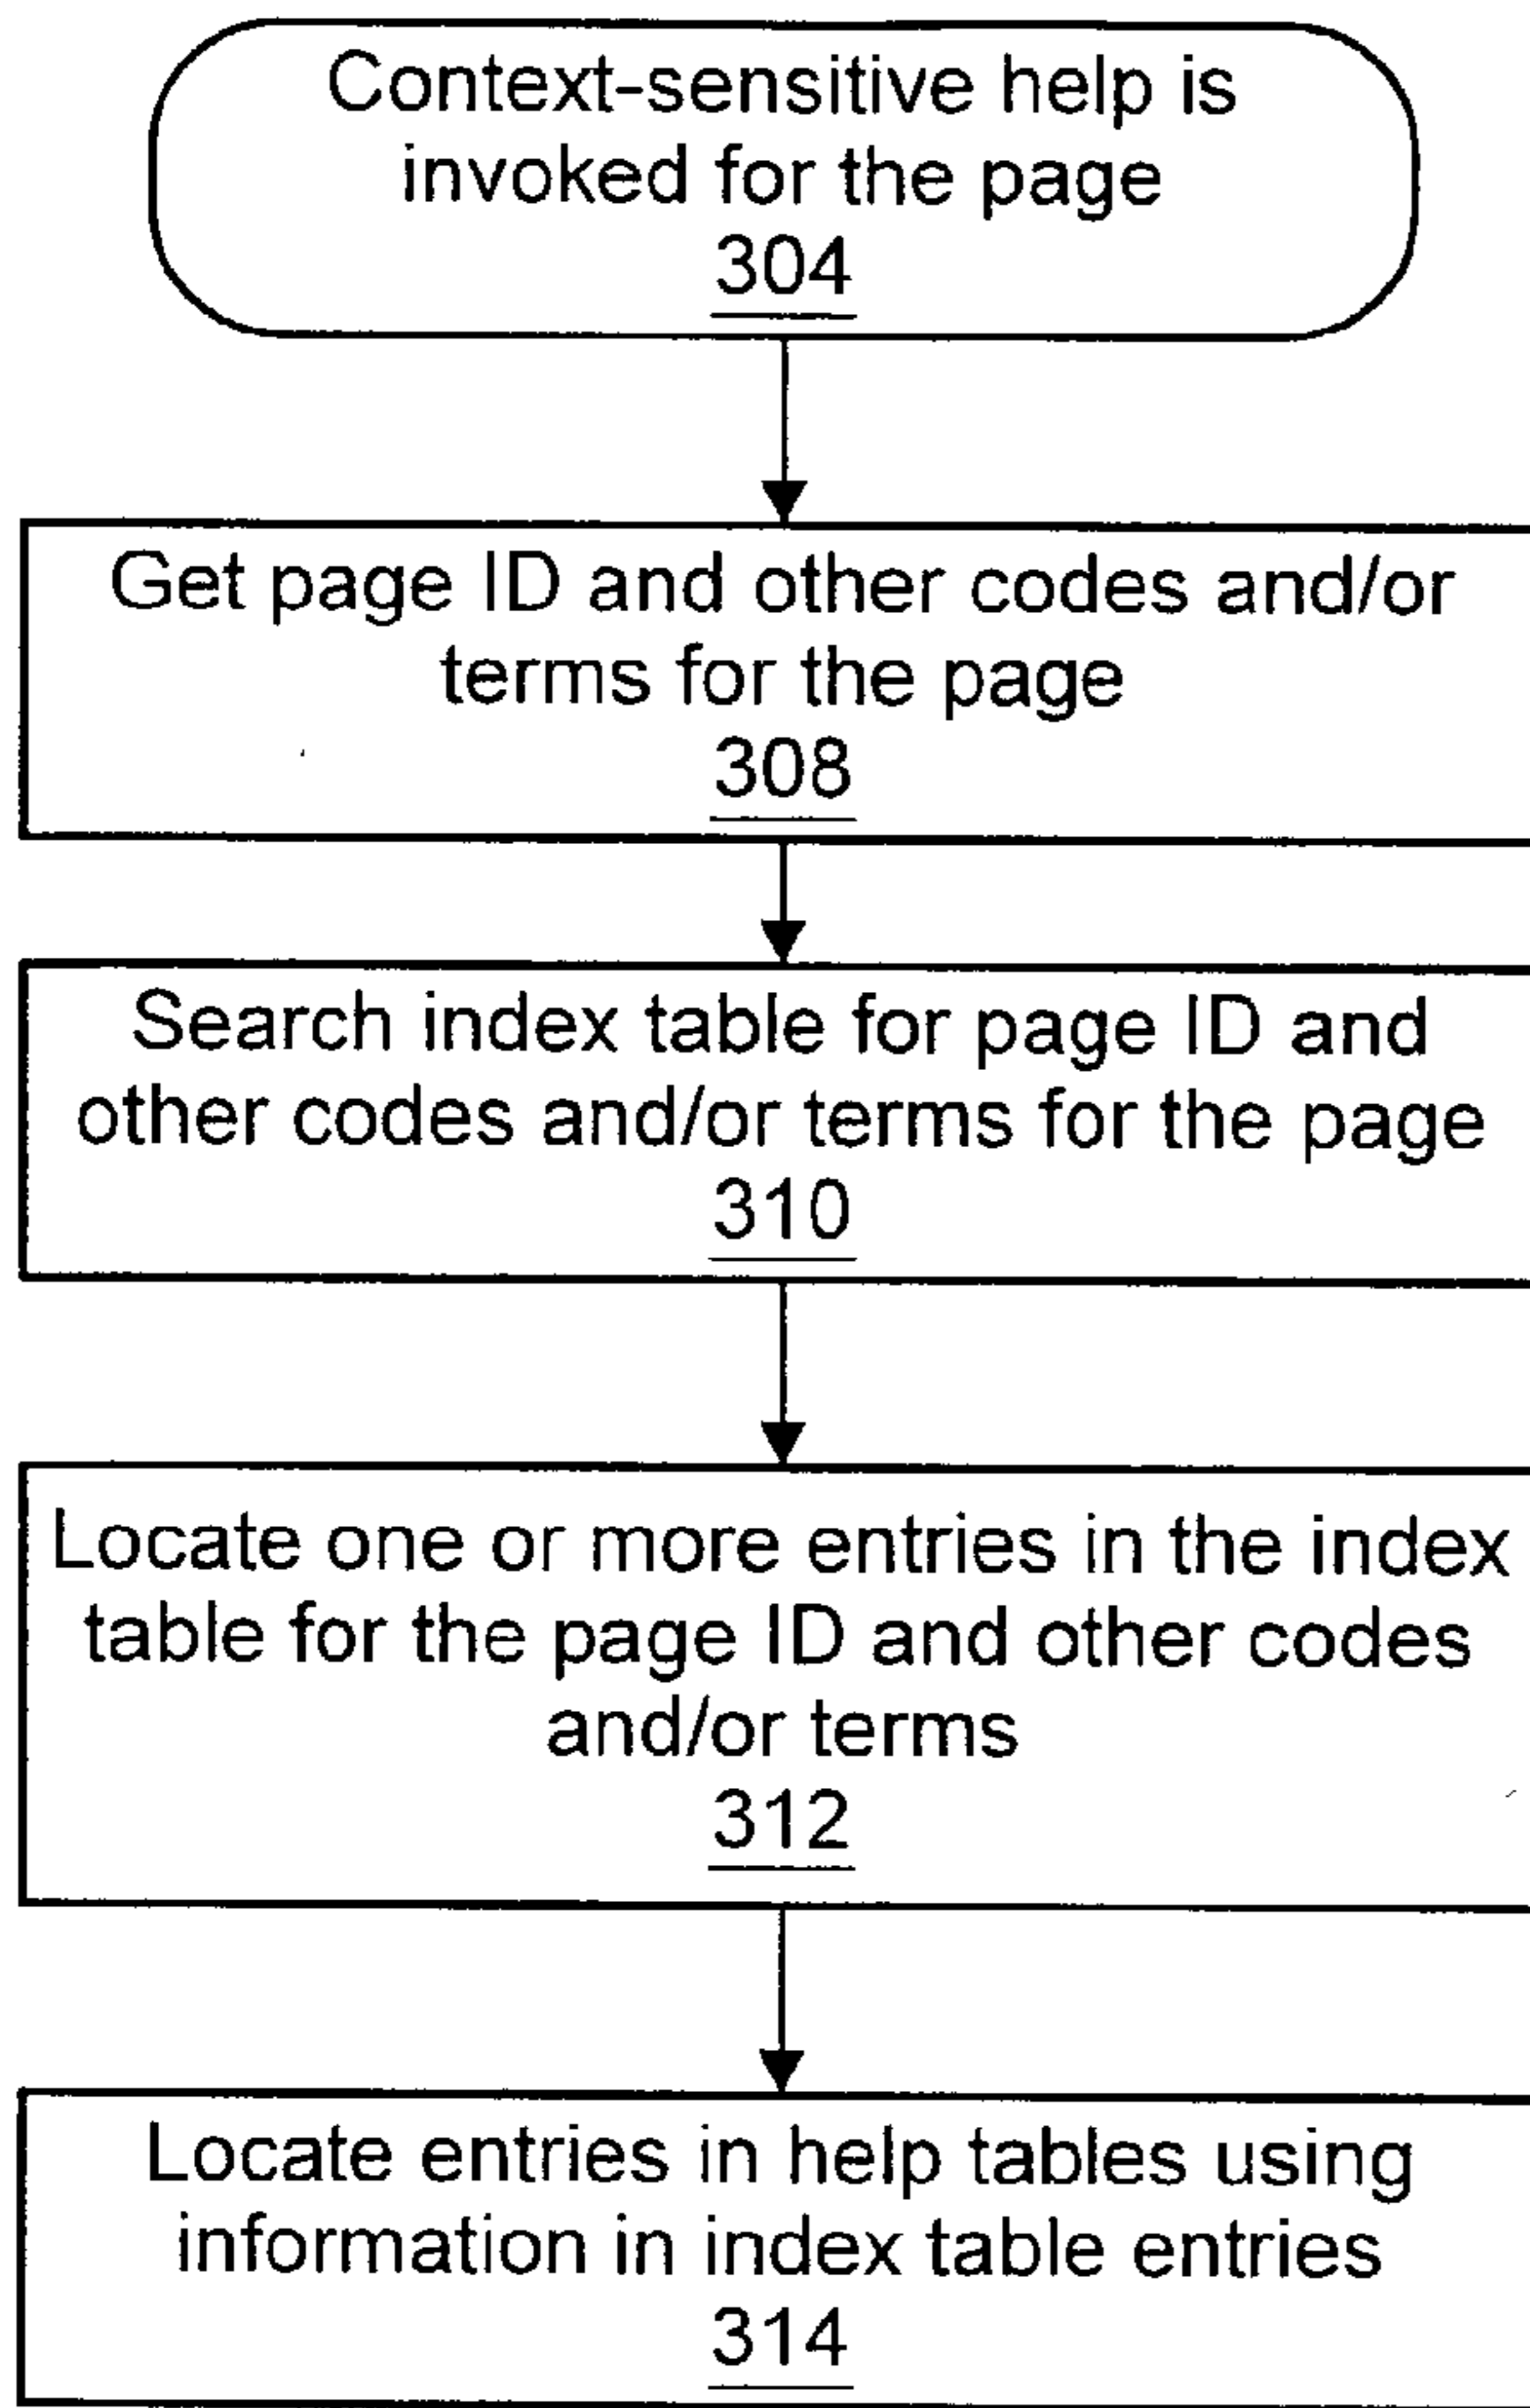 Context-sensitive help is
invoked for the page
304
Get page ID and other codes and/or
terms for the page
308
Search index table for page ID and
other codes and/or terms for the page
310
Locate one or more entries in the index
table for the page ID and other codes
and/or terms
312
Locate entries in help tables using
information in index table entries
314